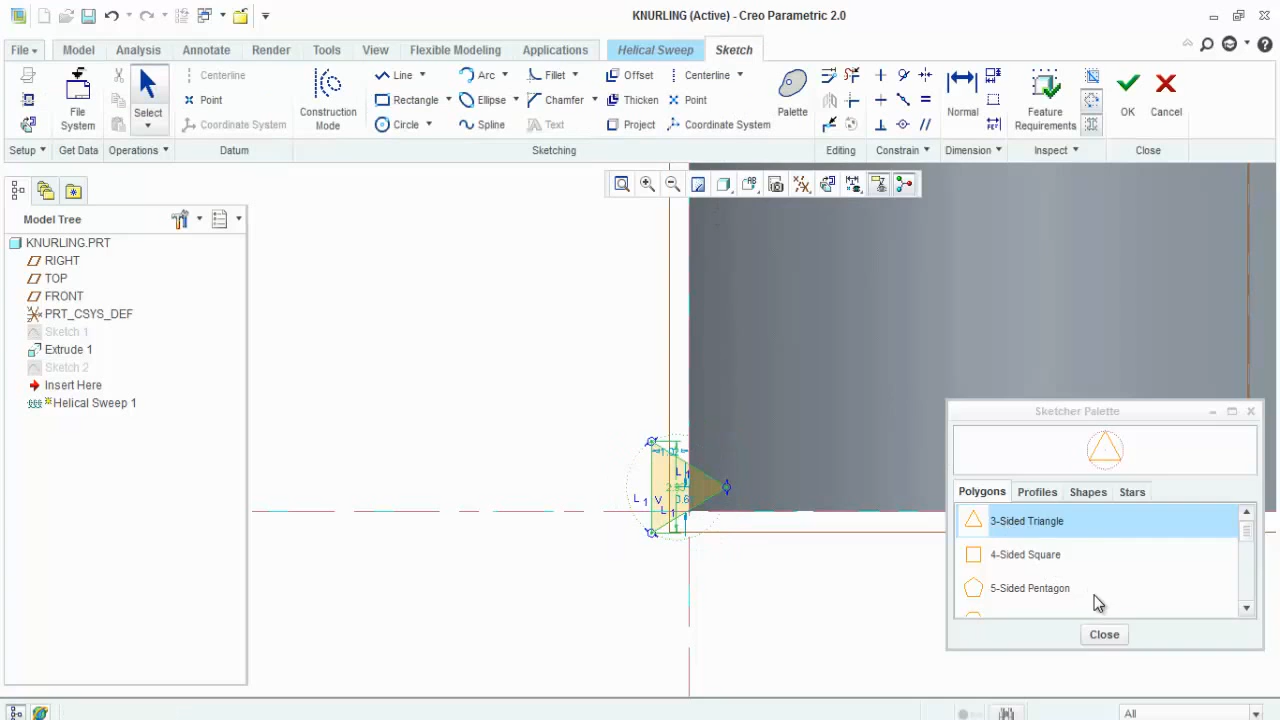 KNURLING (Active) - Creo Parametric 2.0
File Model Analysis Annotate Render Tools View Flexible Modeling Applications Helical Sweep Sketch
Centerline Line Arc Fillet Offset Centerline
Point Rectangle Ellipse Chamfer Thicken Point
Coordinate System Circle Spline Text Project Coordinate System
File System
Select
Construction Mode
Palette
Normal
Feature Requirements
OK
Cancel
Setup Get Data Operations Datum Sketching Editing Constrain Dimension Inspect Close
Model Tree
KNURLING.PRT
RIGHT
TOP
FRONT
PRT_CSYS_DEF
Sketch 1
Extrude 1
Sketch 2
Insert Here
Helical Sweep 1
L1
L1 V
L1
Sketcher Palette
Polygons Profiles Shapes Stars
3-Sided Triangle
4-Sided Square
5-Sided Pentagon
Close
All